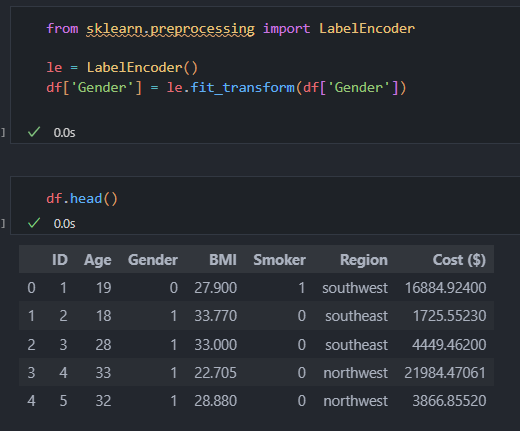 from sklearn.preprocessing import LabelEncoder
le = LabelEncoder()
df['Gender'] = le.fit_transform(df['Gender'])
] ✓ 0.0s
df.head()
] ✓ 0.0s
ID Age Gender BMI Smoker Region Cost ($)
0 1 19 0 27.900 1 southwest 16884.92400
1 2 18 1 33.770 0 southeast 1725.55230
2 3 28 1 33.000 0 southeast 4449.46200
3 4 33 1 22.705 0 northwest 21984.47061
4 5 32 1 28.880 0 northwest 3866.85520